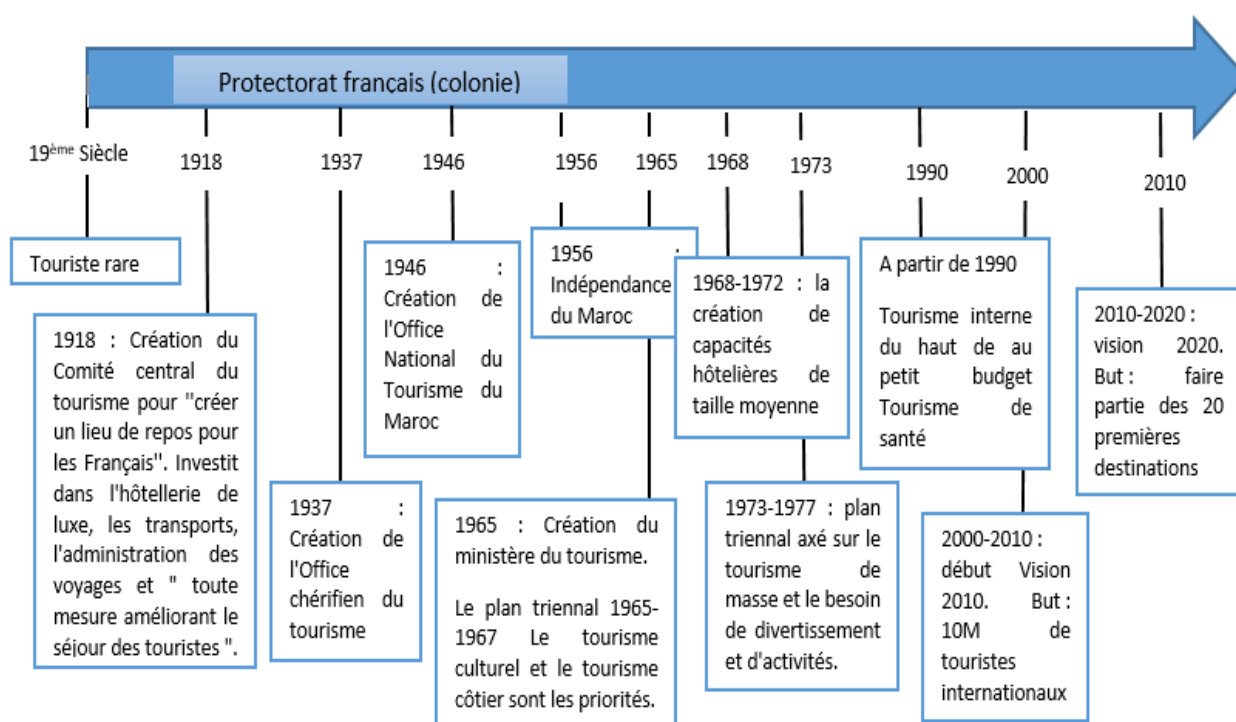 Protectorat français (colonie)
19ème Siècle
1918
1937
1946
1956
1965
1968
1973
1990
2000
2010
Touriste rare
1918 : Création du
Comité central du
tourisme pour "créer
un lieu de repos pour
les Français". Investit
dans l'hôtellerie de
luxe, les transports,
l'administration des
voyages et " toute
mesure améliorant le
séjour des touristes ".
1937 :
Création de
l'Office
chérifien du
tourisme
1946 :
Création de
l'Office
National du
Tourisme du
Maroc
1956 :
Indépendance
du Maroc
1965 : Création du
ministère du tourisme.
Le plan triennal 1965-
1967 Le tourisme
culturel et le tourisme
côtier sont les priorités.
1968-1972 : la
création de
capacités
hôtelières de
taille moyenne
1973-1977 : plan
triennal axé sur le
tourisme de
masse et le besoin
de divertissement
et d'activités.
A partir de 1990
Tourisme interne
du haut de au
petit budget
Tourisme de
santé
2000-2010 :
début Vision
2010. But :
10M de
touristes
internationaux
2010-2020 :
vision 2020.
But : faire
partie des 20
premières
destinations